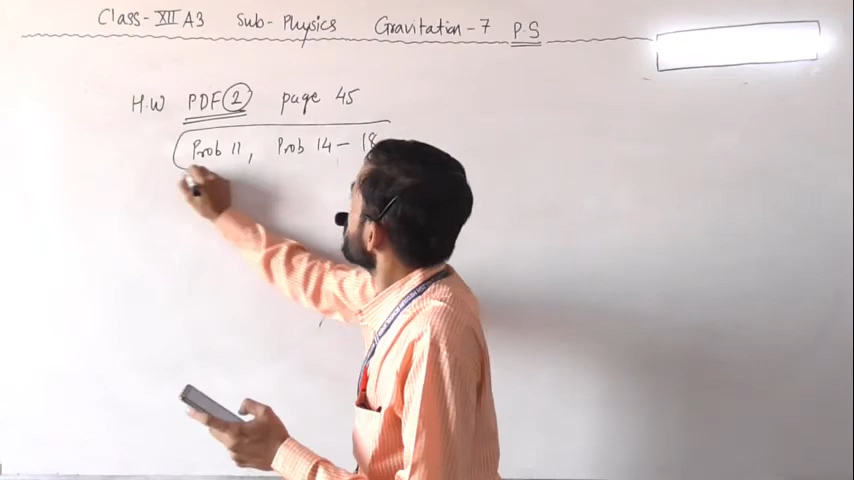 Class-XII A3 Sub-Physics Gravitation-7 P.S
H.W PDF 2 page 45
Prob 11, Prob 14-18